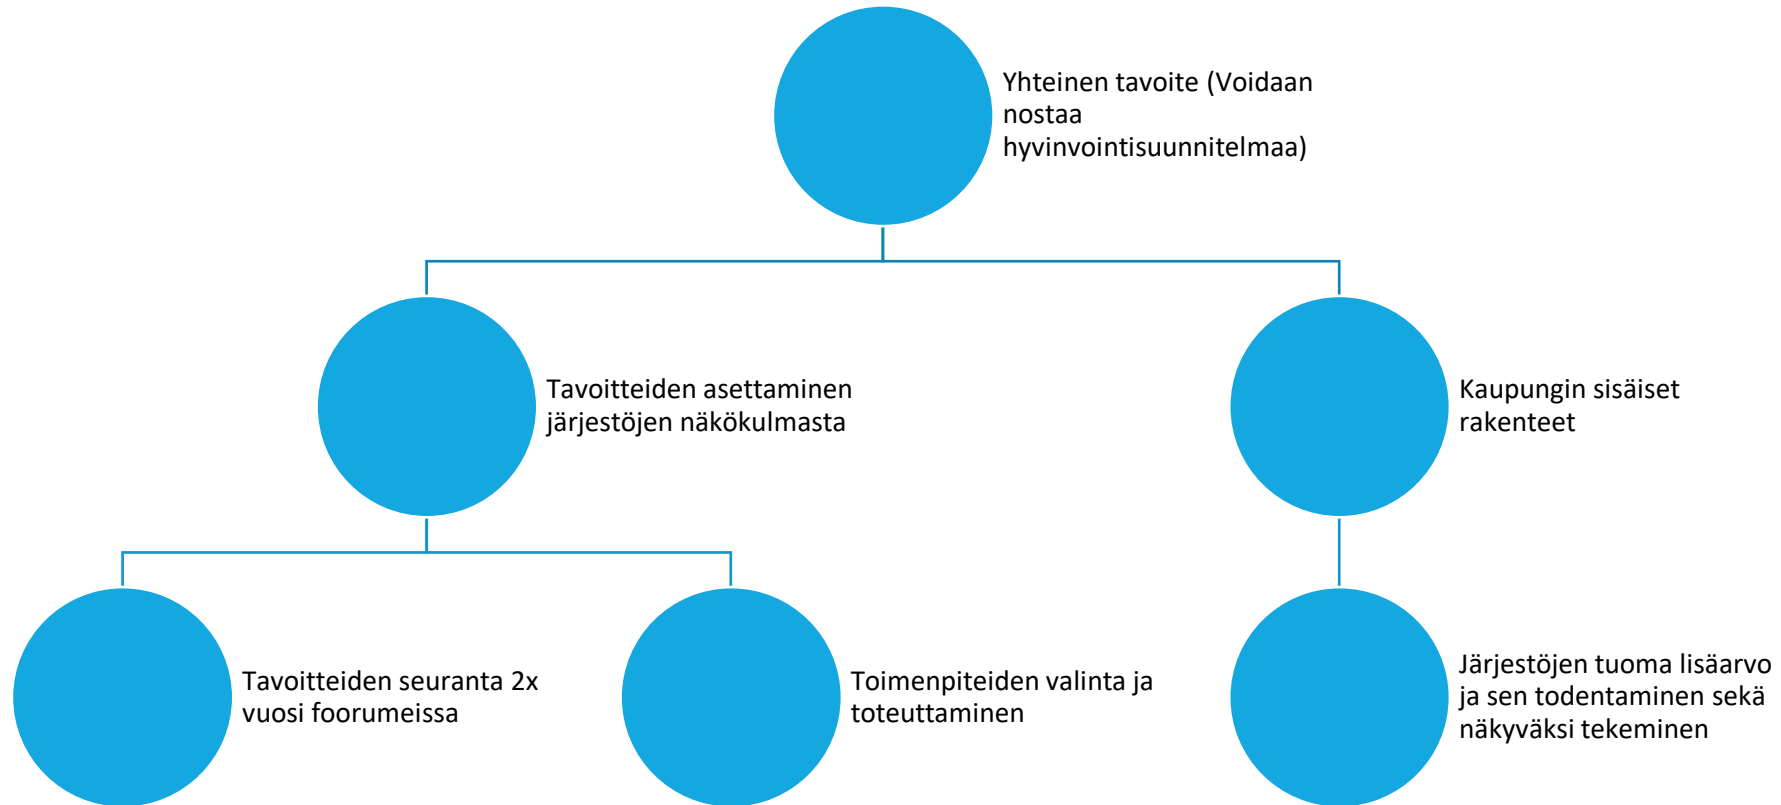 Yhteinen tavoite (Voidaan
nostaa
hyvinvointisuunnitelmaa)
Tavoitteiden asettaminen
järjestöjen näkökulmasta
Kaupungin sisäiset
rakenteet
Tavoitteiden seuranta 2x
vuosi foorumeissa
Toimenpiteiden valinta ja
toteuttaminen
Järjestöjen tuoma lisäarvo
ja sen todentaminen sekä
näkyväksi tekeminen